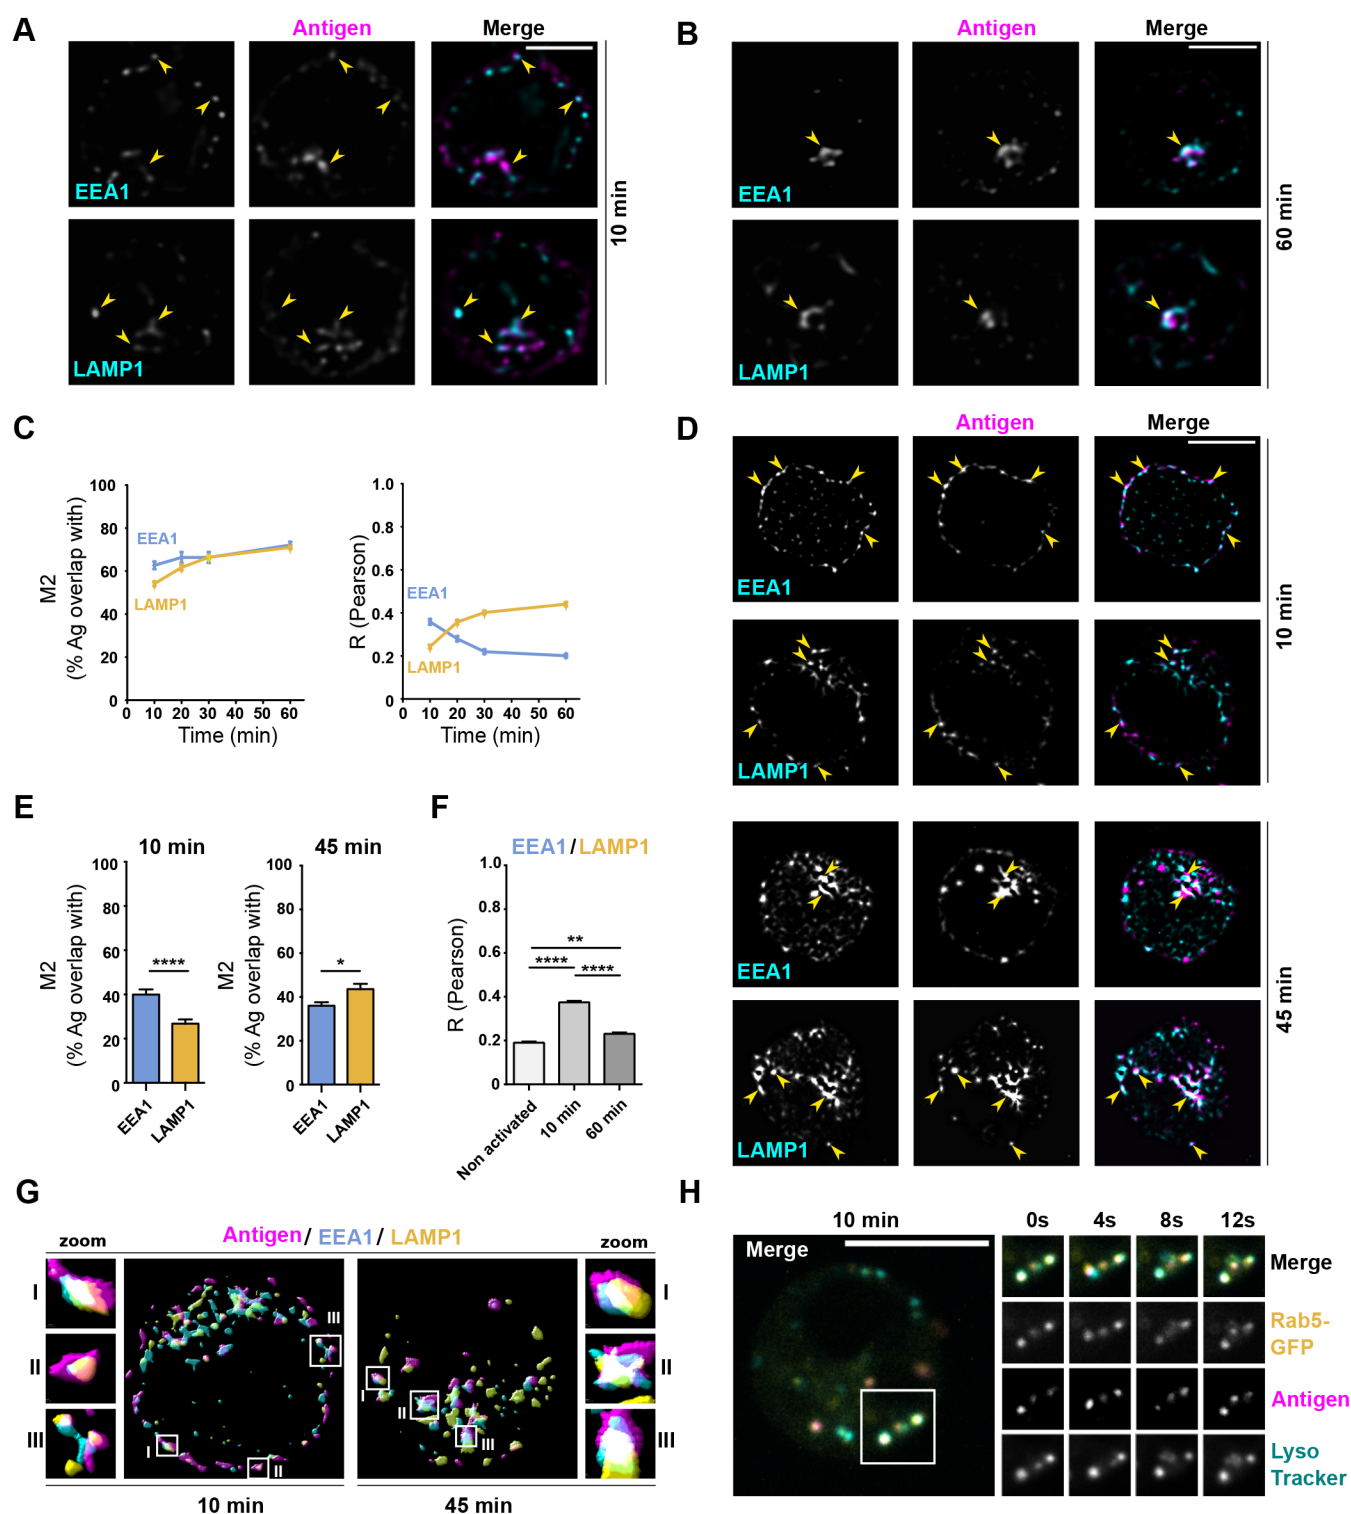 A
Antigen
Merge
EEA1
LAMP1
10 min
B
Antigen
Merge
EEA1
LAMP1
60 min
C
M2
(% Ag overlap with)
100
80
60
40
20
0
EEA1
LAMP1
0 10 20 30 40 50 60
Time (min)
R (Pearson)
1.0
0.8
0.6
0.4
0.2
0
EEA1
LAMP1
0 10 20 30 40 50 60
Time (min)
D
Antigen
Merge
EEA1
LAMP1
10 min
EEA1
LAMP1
45 min
E
10 min
M2
(% Ag overlap with)
100
80
60
40
20
0
****
EEA1
LAMP1
45 min
M2
(% Ag overlap with)
100
80
60
40
20
0
*
EEA1
LAMP1
F
EEA1/LAMP1
R (Pearson)
1.0
0.8
0.6
0.4
0.2
0
**
**** ****
Non activated
10 min
60 min
G
Antigen/ EEA1/ LAMP1
zoom
zoom
I
II
III
III
I
II
I
II
III
I
II
III
10 min
45 min
H
10 min
Merge
0s 4s 8s 12s
Merge
Rab5-
GFP
Antigen
Lyso
Tracker